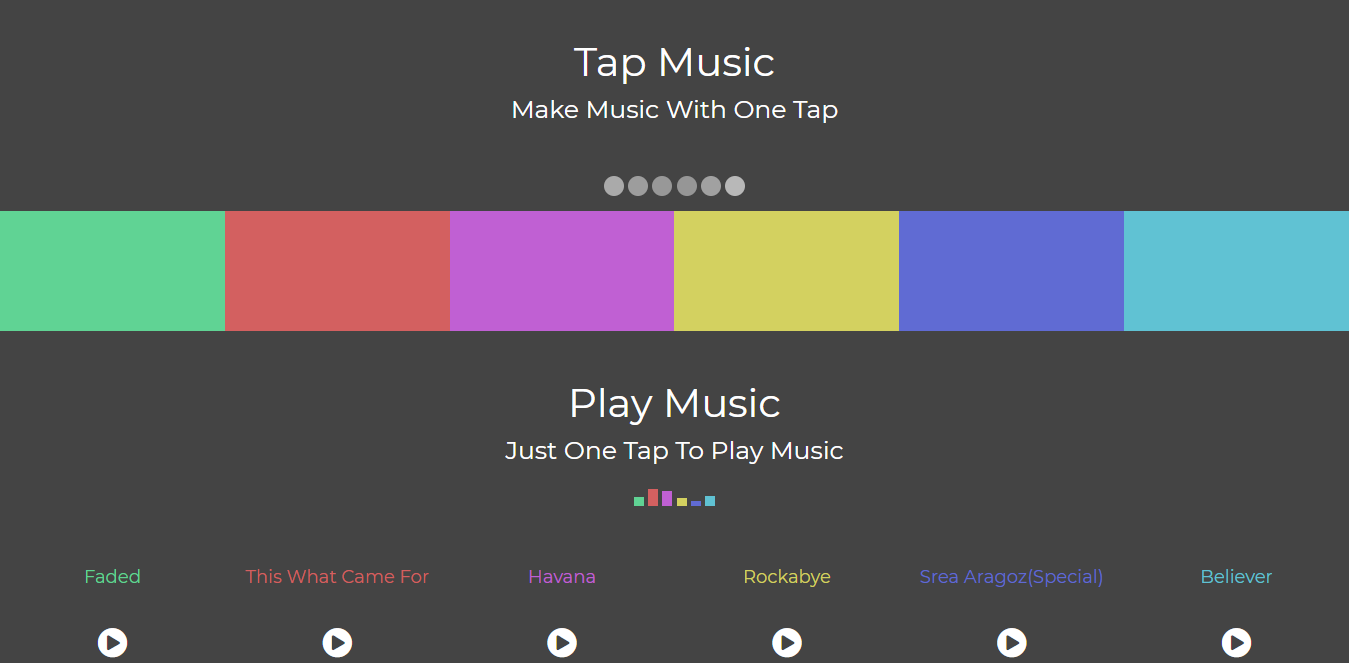 Tap Music
Make Music With One Tap
Play Music
Just One Tap To Play Music
Faded This What Came For Havana Rockabye Srea Aragoz(Special) Believer